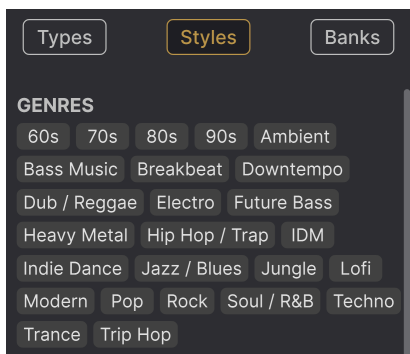 Types Styles Banks
GENRES
60s 70s 80s 90s Ambient
Bass Music Breakbeat Downtempo
Dub / Reggae Electro Future Bass
Heavy Metal Hip Hop / Trap IDM
Indie Dance Jazz / Blues Jungle Lofi
Modern Pop Rock Soul / R&B Techno
Trance Trip Hop